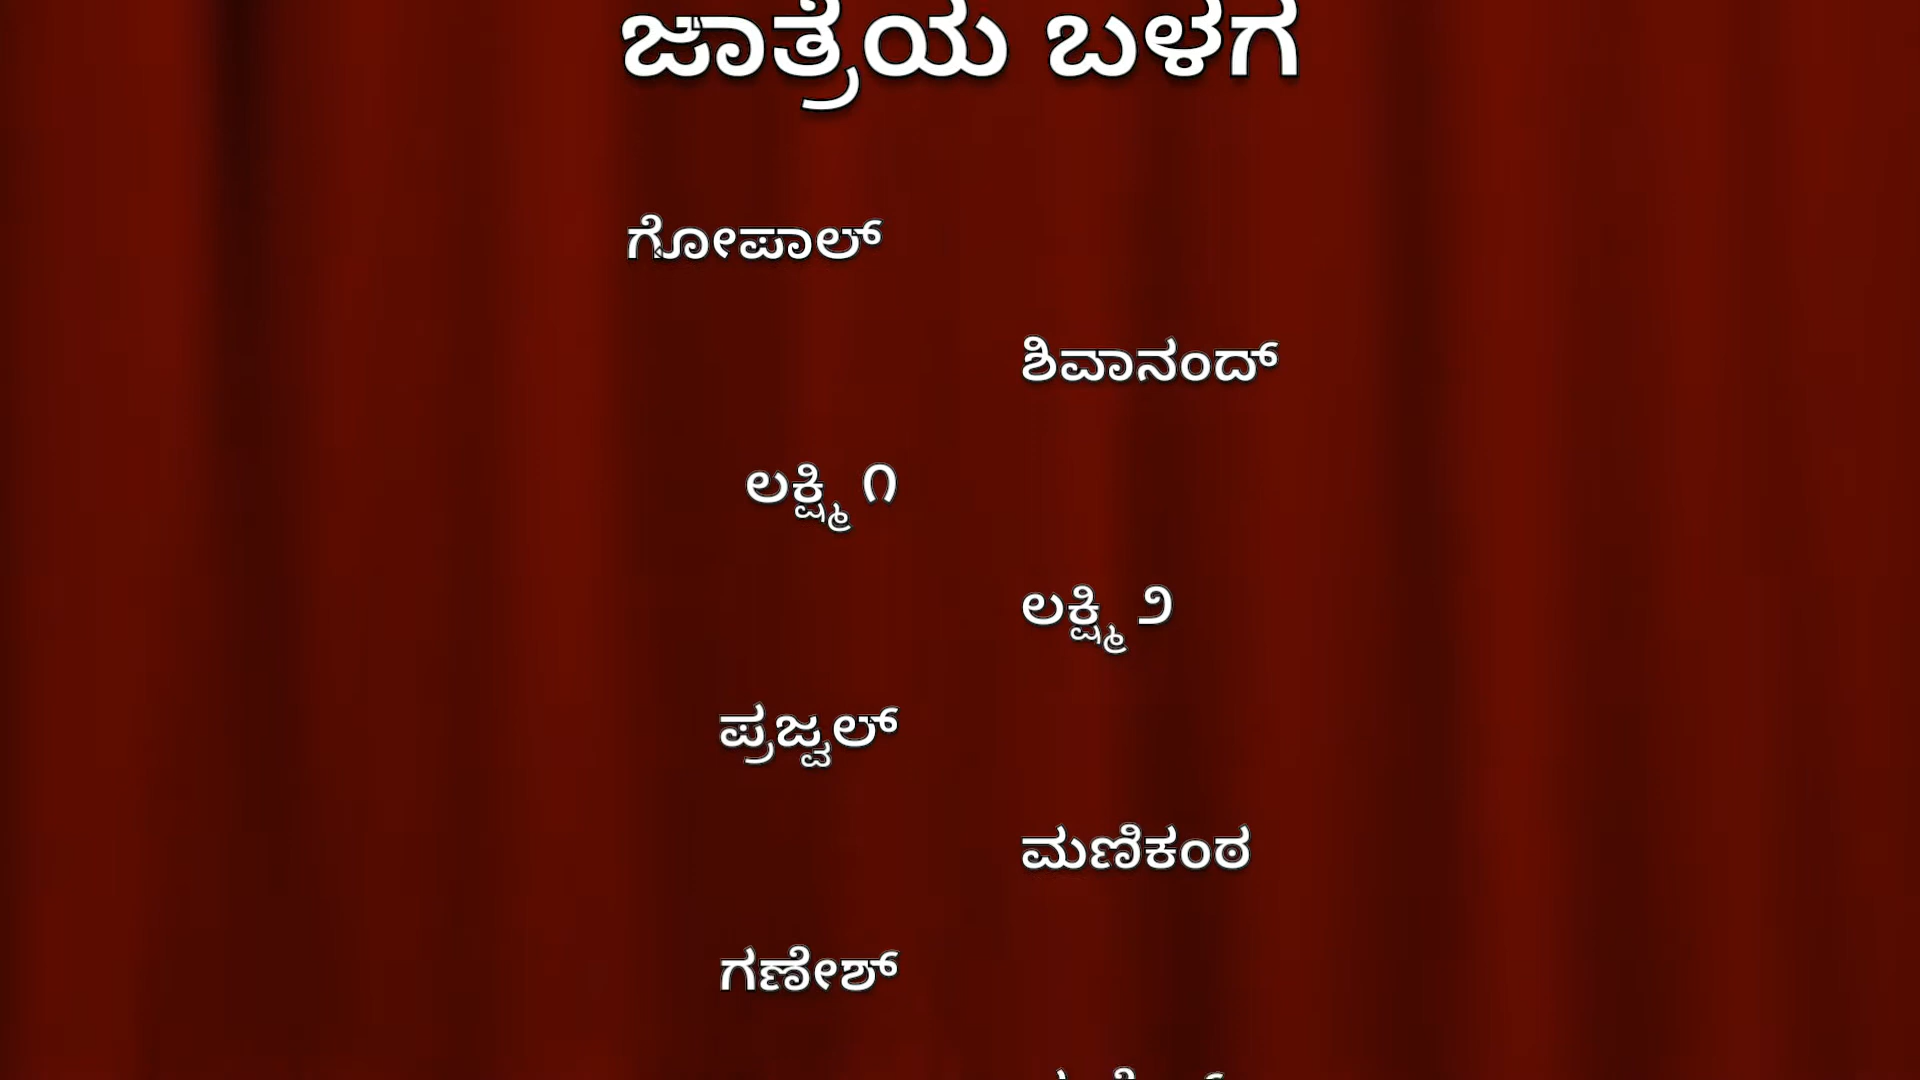 ಜಾತ್ರೆಯ ಬಳಗ
ಗೋಪಾಲ್
ಶಿವಾನಂದ್
ಲಕ್ಷ್ಮಿ ೧
ಲಕ್ಷ್ಮಿ ೨
ಪ್ರಜ್ವಲ್
ಮಣಿಕಂಠ
ಗಣೇಶ್